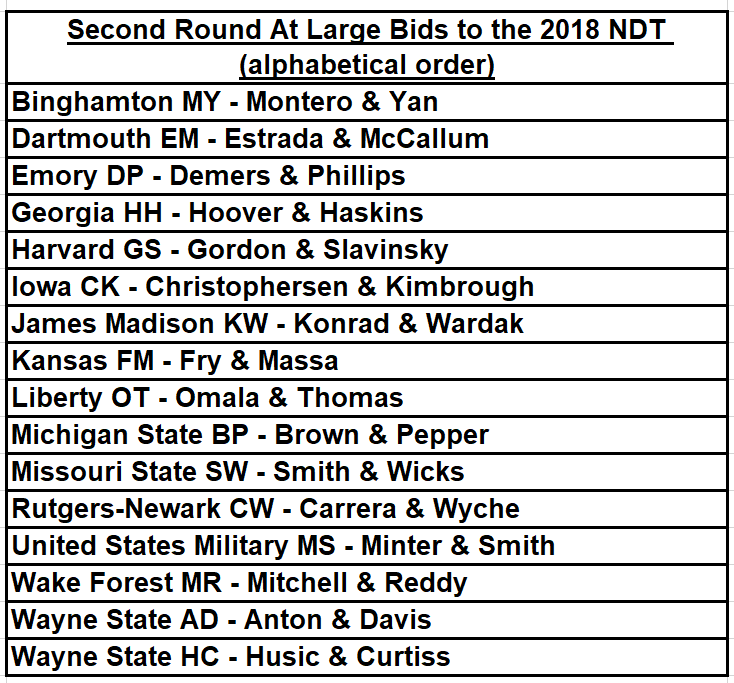 Second Round At Large Bids to the 2018 NDT
(alphabetical order)
Binghamton MY - Montero & Yan
Dartmouth EM - Estrada & McCallum
Emory DP - Demers & Phillips
Georgia HH - Hoover & Haskins
Harvard GS - Gordon & Slavinsky
Iowa CK - Christophersen & Kimbrough
James Madison KW - Konrad & Wardak
Kansas FM - Fry & Massa
Liberty OT - Omala & Thomas
Michigan State BP - Brown & Pepper
Missouri State SW - Smith & Wicks
Rutgers-Newark CW - Carrera & Wyche
United States Military MS - Minter & Smith
Wake Forest MR - Mitchell & Reddy
Wayne State AD - Anton & Davis
Wayne State HC - Husic & Curtiss